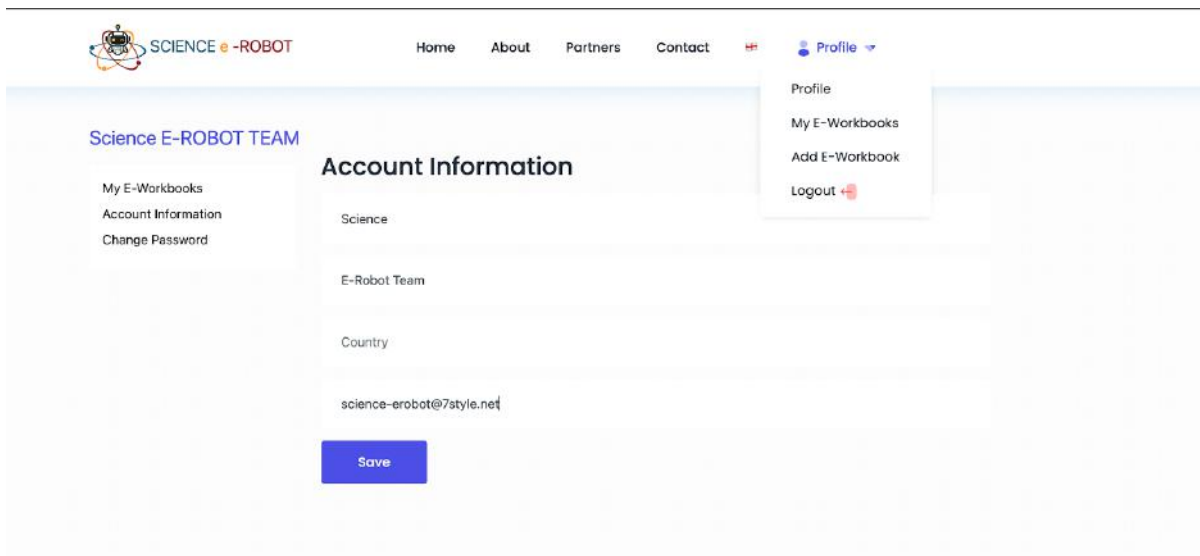 SCIENCE e -ROBOT
Home About Partners Contact Profile
Profile
My E-Workbooks
Add E-Workbook
Logout
Science E-ROBOT TEAM
My E-Workbooks
Account Information
Change Password
Account Information
Science
E-Robot Team
Country
science-erobot@7style.net
Save